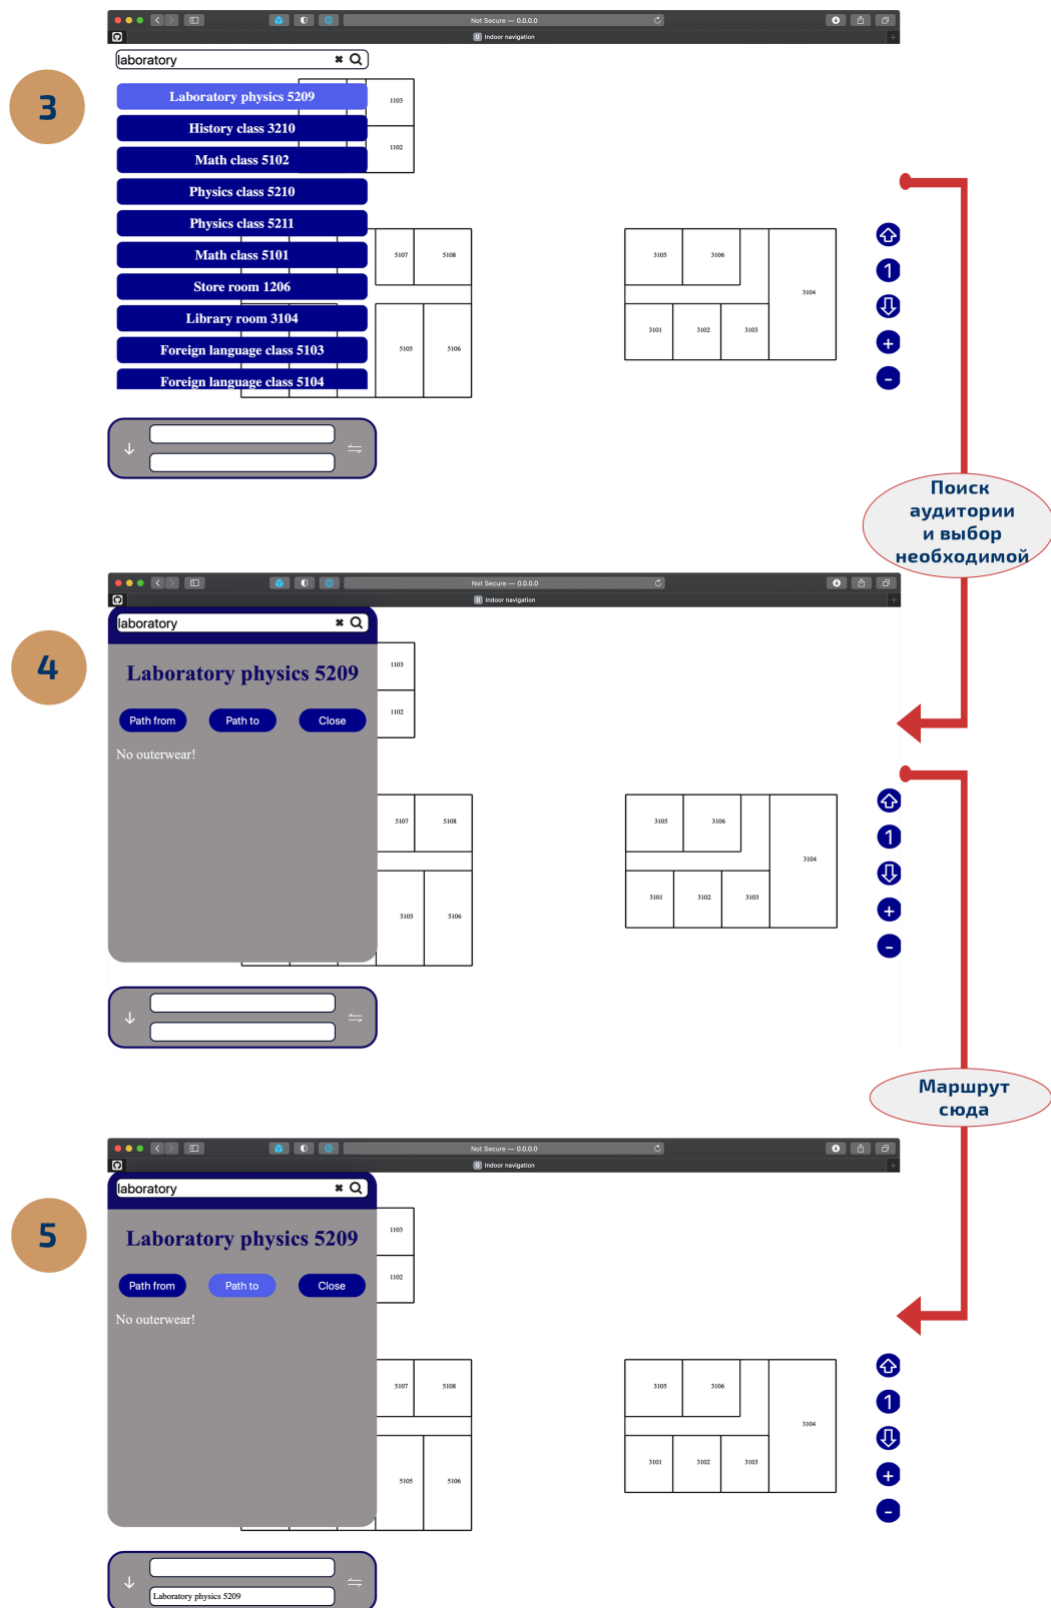 Not Secure — 0.0.0.0
Indoor navigation
3
laboratory
Laboratory physics 5209
History class 3210
Math class 5102
Physics class 5210
Physics class 5211
Math class 5101
Store room 1206
Library room 3104
Foreign language class 5103
Foreign language class 5104
1103
1102
5107
5108
5105
5106
3105
3106
3104
3101
3102
3103
1
+
-
Поиск
аудитории
и выбор
необходимой
Not Secure — 0.0.0.0
Indoor navigation
4
laboratory
Laboratory physics 5209
Path from
Path to
Close
No outerwear!
1103
1102
5107
5108
5105
5106
3105
3106
3104
3101
3102
3103
1
+
-
Маршрут
сюда
Not Secure — 0.0.0.0
Indoor navigation
5
laboratory
Laboratory physics 5209
Path from
Path to
Close
No outerwear!
1103
1102
5107
5108
5105
5106
3105
3106
3104
3101
3102
3103
1
+
-
Laboratory physics 5209